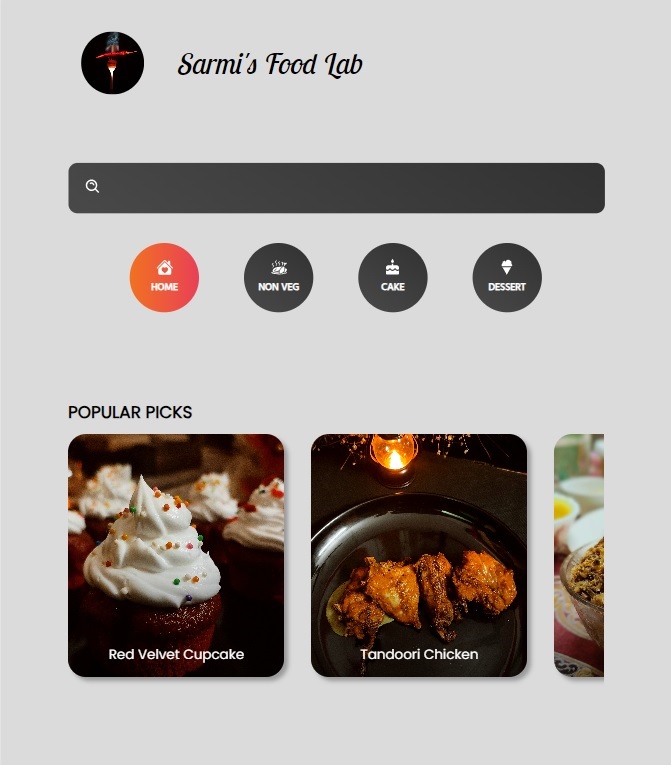 Sarmi's Food Lab
HOME
NON VEG
CAKE
DESSERT
POPULAR PICKS
Red Velvet Cupcake
Tandoori Chicken